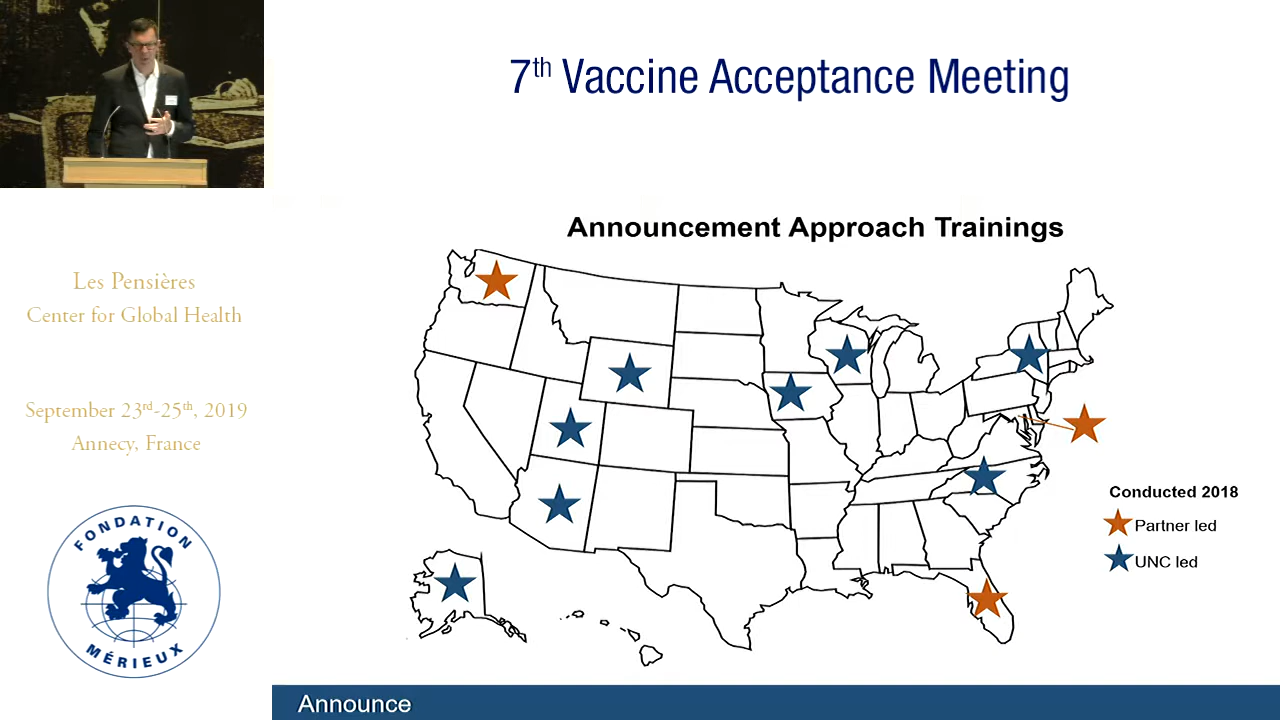 7th Vaccine Acceptance Meeting
Les Pensières
Center for Global Health
September 23rd-25th, 2019
Annecy, France
FONDATION
MÉRIEUX
Announcement Approach Trainings
Conducted 2018
Partner led
UNC led
Announce